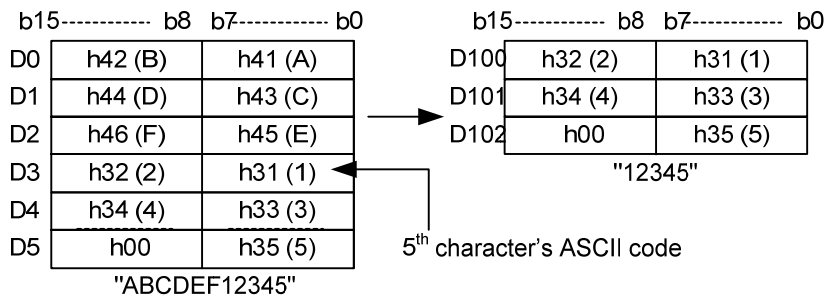 b15----------- b8 b7----------- b0
D0 h42 (B) h41 (A)
D1 h44 (D) h43 (C)
D2 h46 (F) h45 (E)
D3 h32 (2) h31 (1)
D4 h34 (4) h33 (3)
D5 h00 h35 (5)
"ABCDEF12345"
b15----------- b8 b7----------- b0
D100 h32 (2) h31 (1)
D101 h34 (4) h33 (3)
D102 h00 h35 (5)
"12345"
5th character's ASCII code